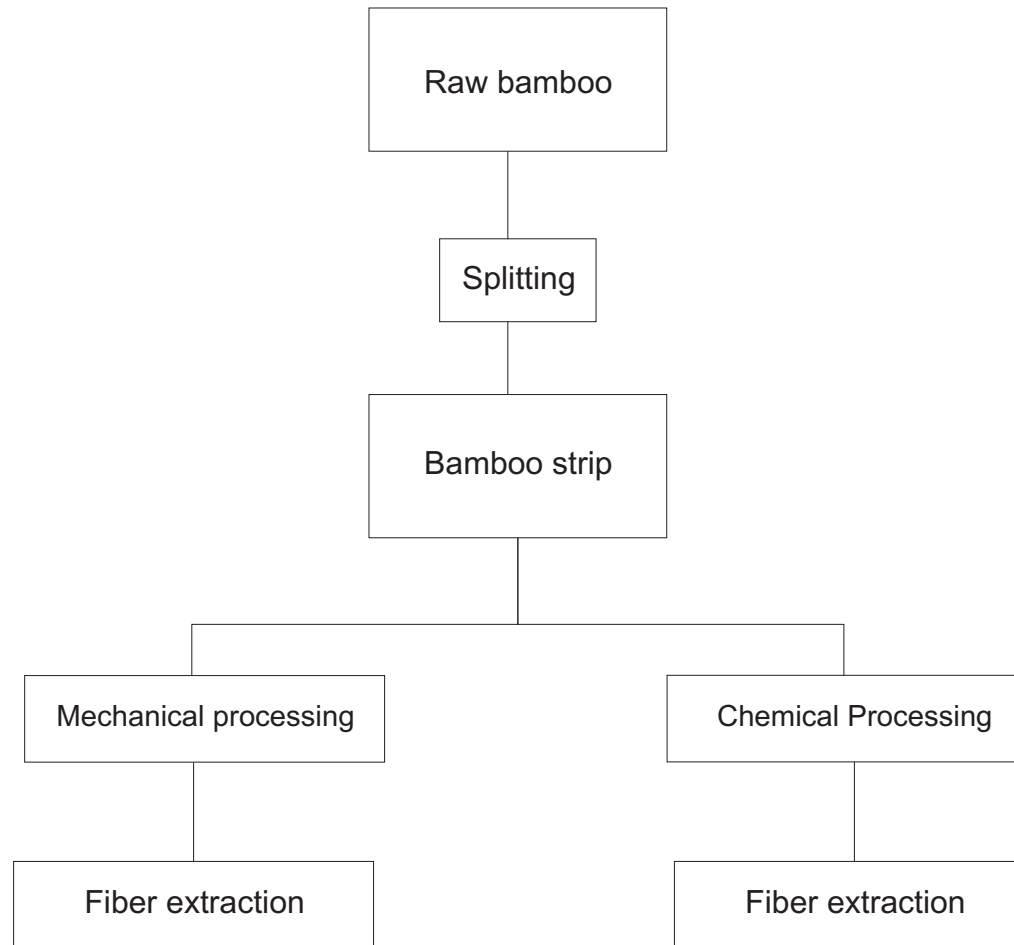 Raw bamboo
Splitting
Bamboo strip
Mechanical processing
Chemical Processing
Fiber extraction
Fiber extraction